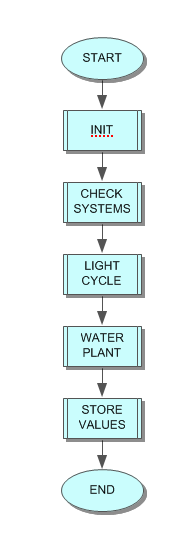 START
INIT
CHECK
SYSTEMS
LIGHT
CYCLE
WATER
PLANT
STORE
VALUES
END